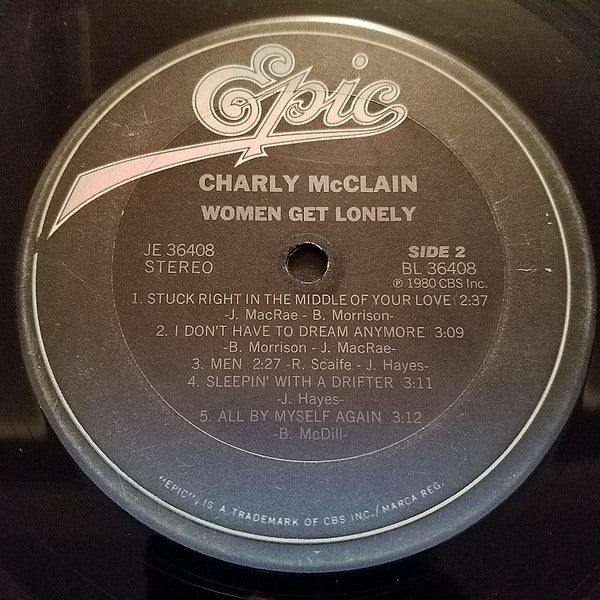 Epic
CHARLY McCLAIN
WOMEN GET LONELY
JE 36408
STEREO
SIDE 2
BL 36408
℗ 1980 CBS Inc.
1. STUCK RIGHT IN THE MIDDLE OF YOUR LOVE 2:37
-J. MacRae - B. Morrison-
2. I DON'T HAVE TO DREAM ANYMORE 3:09
-B. Morrison - J. MacRae-
3. MEN 2:27 -R. Scaife - J. Hayes-
4. SLEEPIN' WITH A DRIFTER 3:11
-J. Hayes-
5. ALL BY MYSELF AGAIN 3:12
-B. McDill-
"EPIC", IS A TRADEMARK OF CBS INC./MARCA REG.